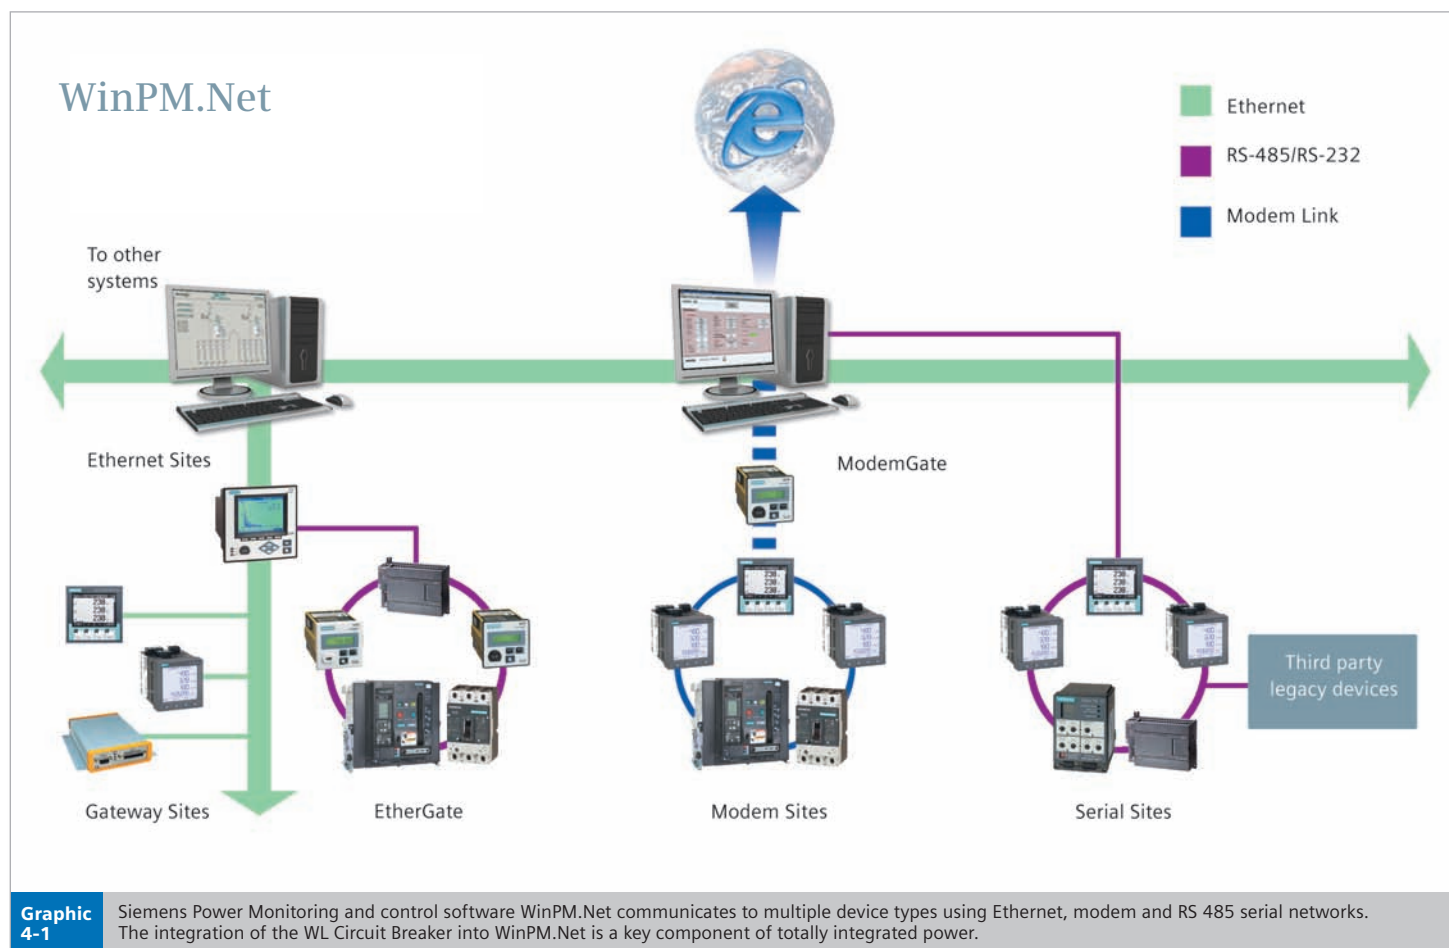 WinPM.Net
Ethernet
RS-485/RS-232
Modem Link
To other
systems
Ethernet Sites
ModemGate
Third party
legacy devices
Gateway Sites
EtherGate
Modem Sites
Serial Sites
Graphic
4-1
Siemens Power Monitoring and control software WinPM.Net communicates to multiple device types using Ethernet, modem and RS 485 serial networks.
The integration of the WL Circuit Breaker into WinPM.Net is a key component of totally integrated power.